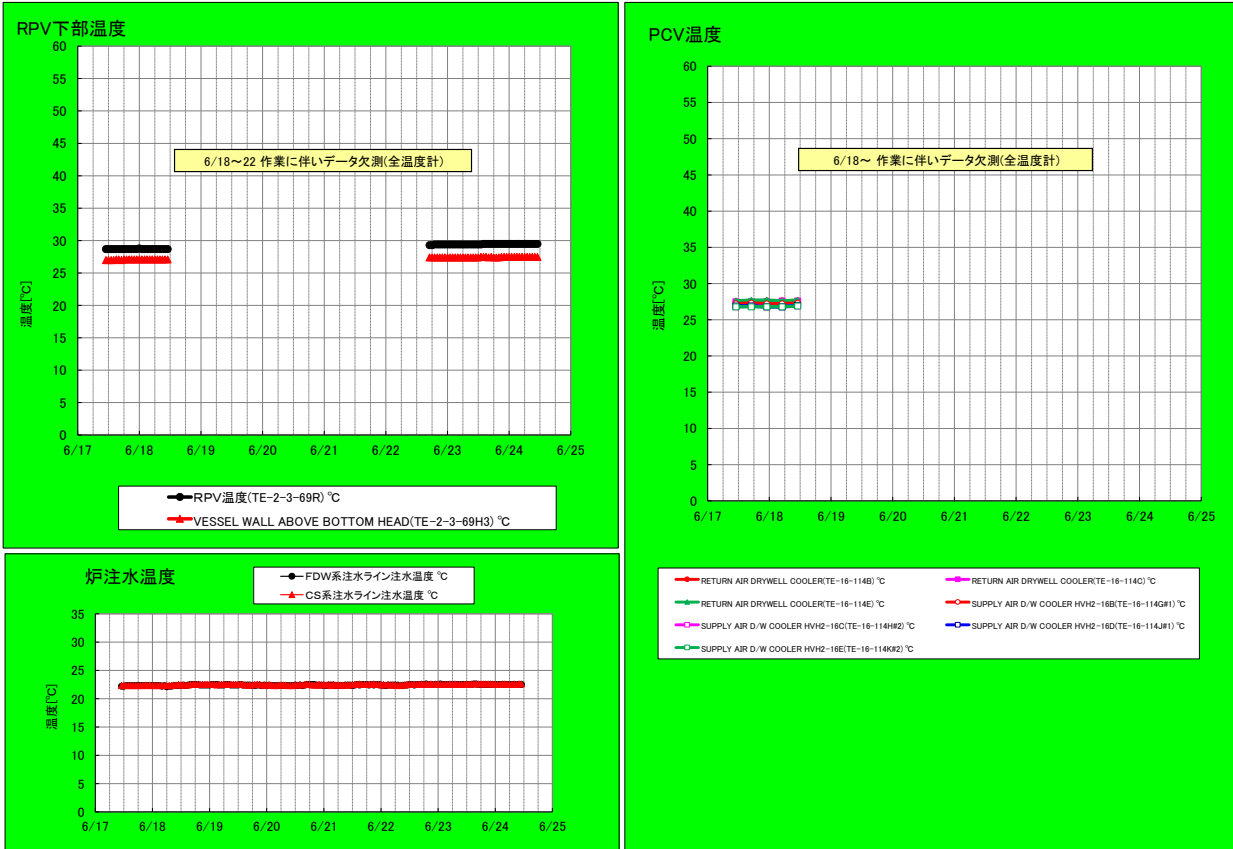 RPV下部温度
60
55
50
45
40
35
30
25
20
15
10
5
0
温度[℃]
6/18～22 作業に伴いデータ欠測(全温度計)
6/17 6/18 6/19 6/20 6/21 6/22 6/23 6/24 6/25
RPV温度(TE-2-3-69R) ℃
VESSEL WALL ABOVE BOTTOM HEAD(TE-2-3-69H3) ℃
炉注水温度
FDW系注水ライン注水温度 ℃
CS系注水ライン注水温度 ℃
35
30
25
20
15
10
5
0
温度[℃]
6/17 6/18 6/19 6/20 6/21 6/22 6/23 6/24 6/25
PCV温度
60
55
50
45
40
35
30
25
20
15
10
5
0
温度[℃]
6/18～ 作業に伴いデータ欠測(全温度計)
6/17 6/18 6/19 6/20 6/21 6/22 6/23 6/24 6/25
RETURN AIR DRYWELL COOLER(TE-16-114B) ℃
RETURN AIR DRYWELL COOLER(TE-16-114C) ℃
RETURN AIR DRYWELL COOLER(TE-16-114E) ℃
SUPPLY AIR D/W COOLER HVH2-16B(TE-16-114G#1) ℃
SUPPLY AIR D/W COOLER HVH2-16C(TE-16-114H#2) ℃
SUPPLY AIR D/W COOLER HVH2-16D(TE-16-114J#1) ℃
SUPPLY AIR D/W COOLER HVH2-16E(TE-16-114K#2) ℃